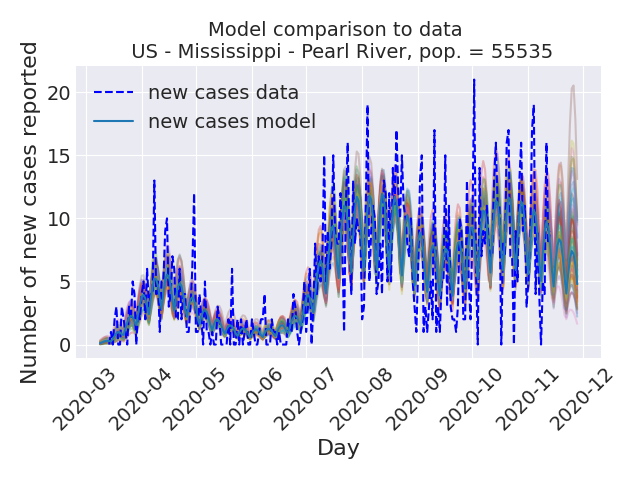 Model comparison to data
US - Mississippi - Pearl River, pop. = 55535
Number of new cases reported
20
15
10
5
0
new cases data
new cases model
2020-03
2020-04
2020-05
2020-06
2020-07
2020-08
2020-09
2020-10
2020-11
2020-12
Day